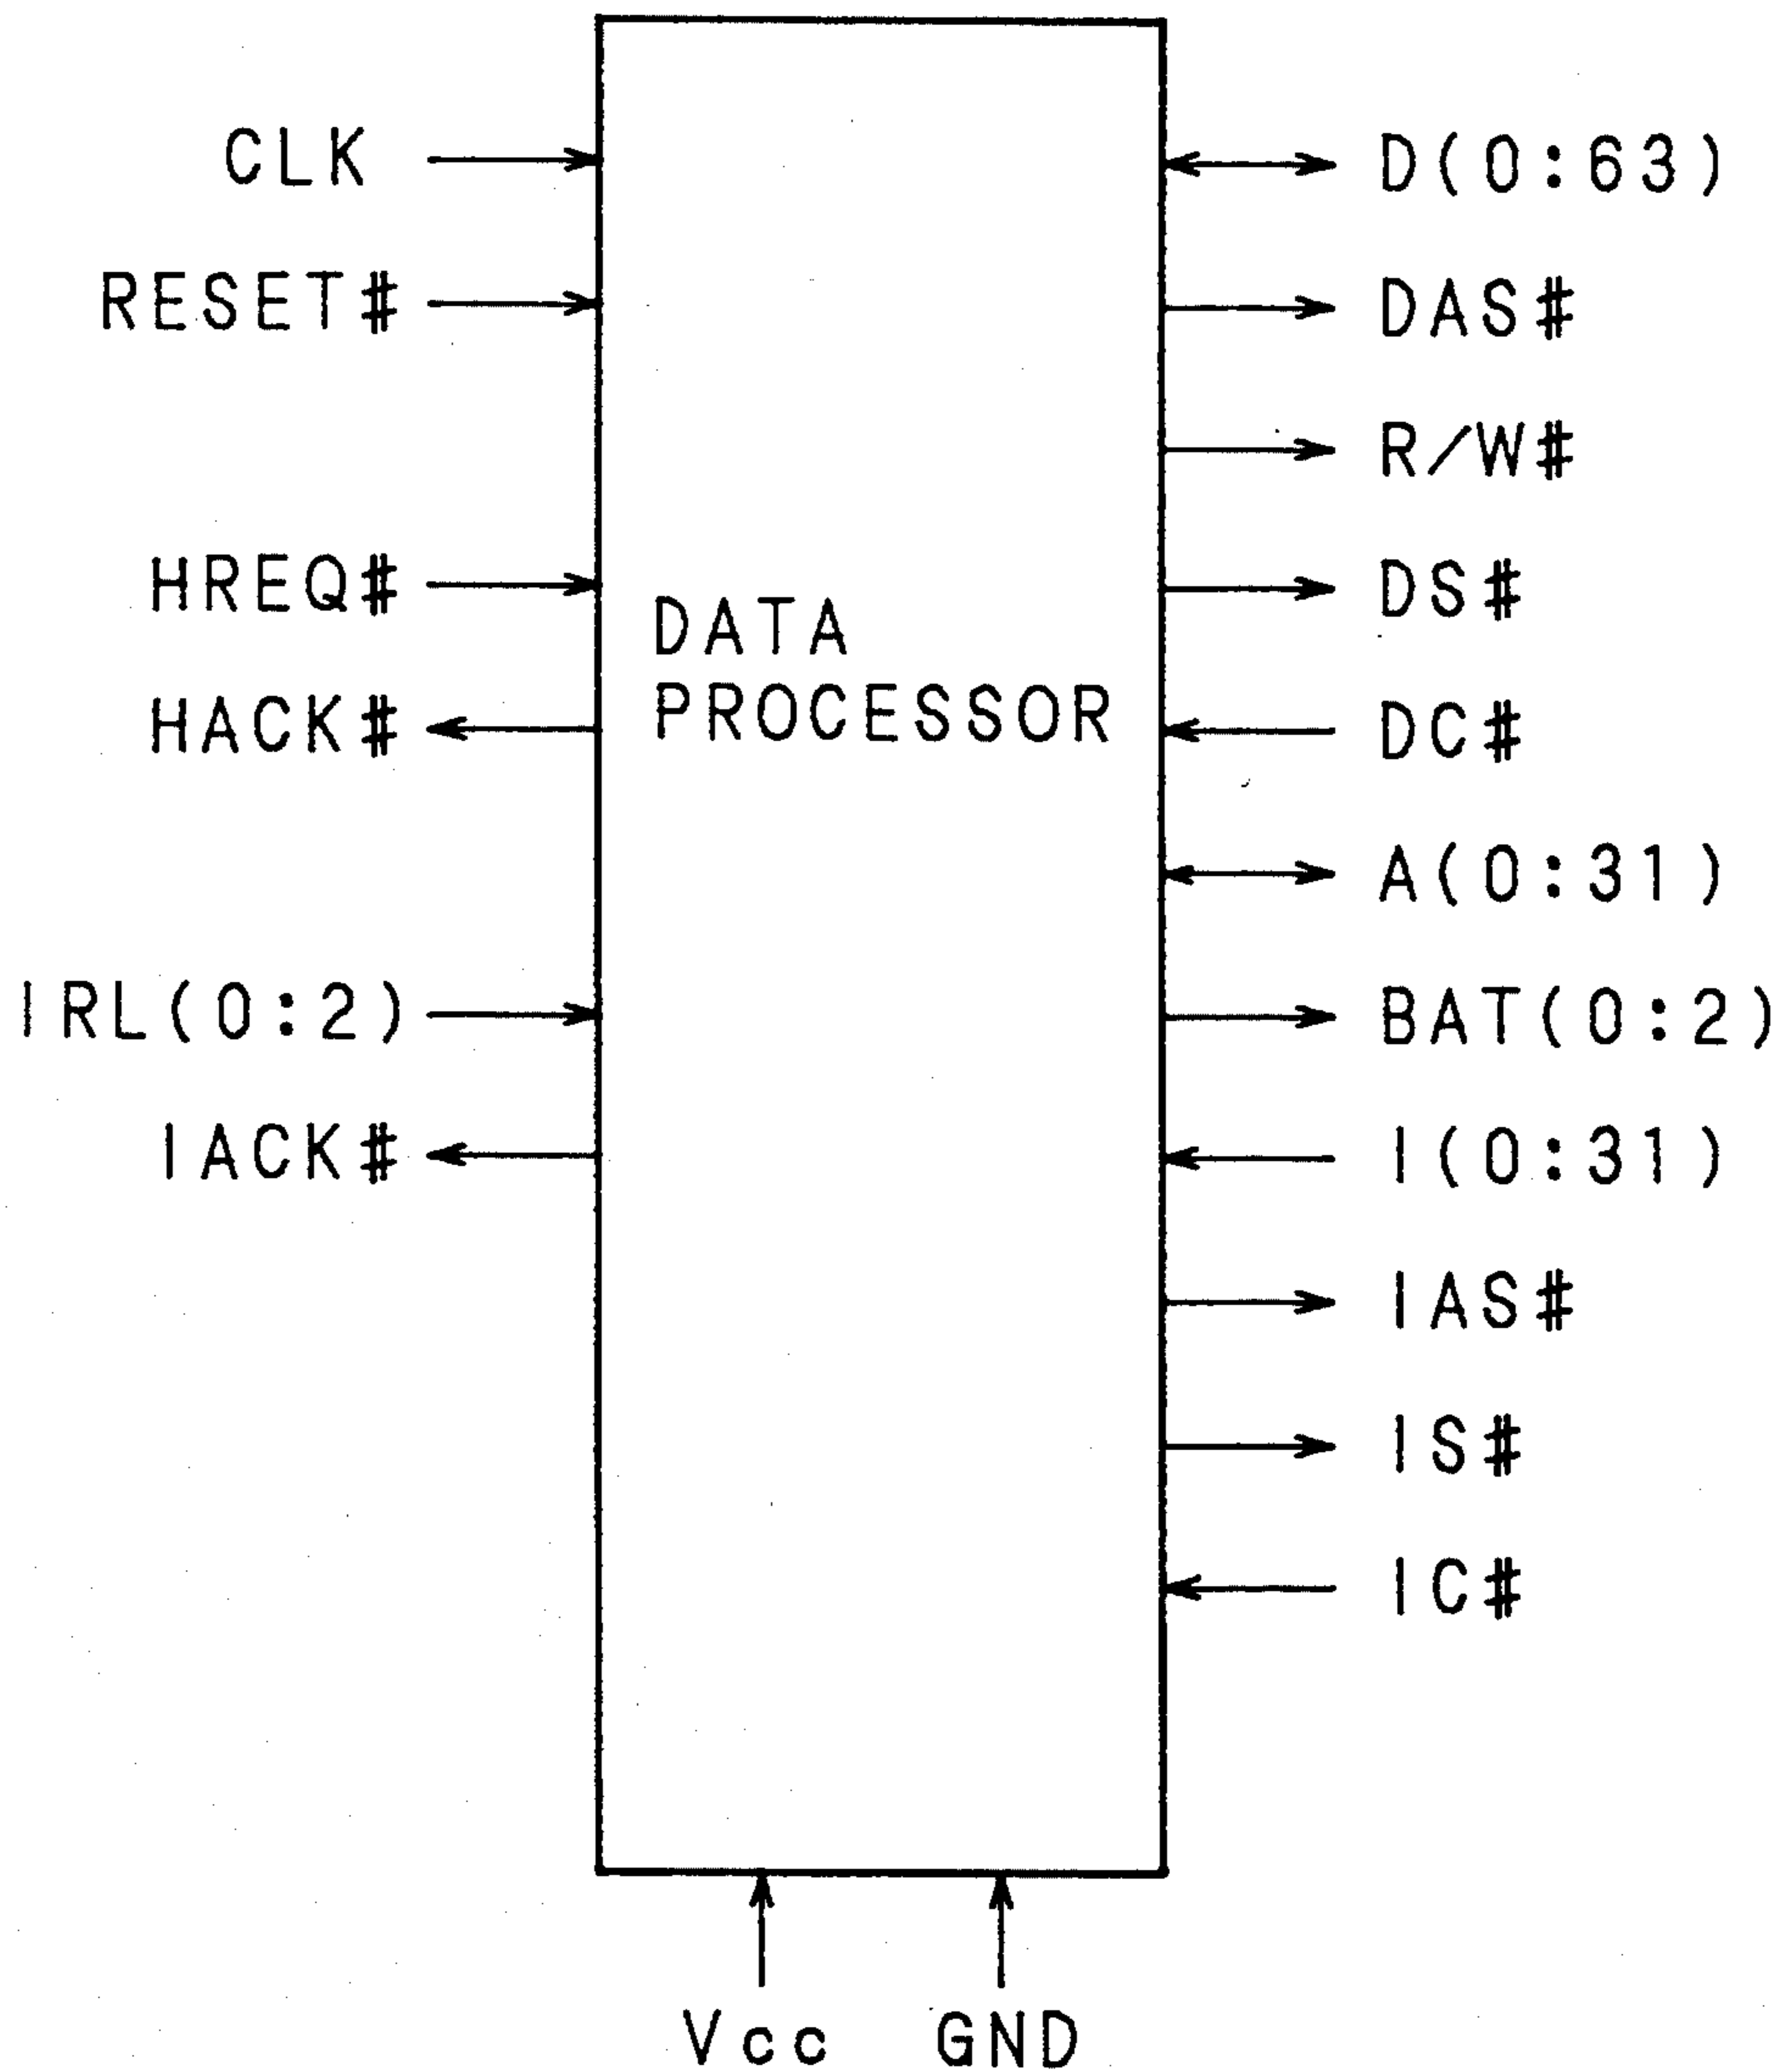 CLK
RESET#
HREQ#
HACK#
IRL(0:2)
IACK#
DATA
PROCESSOR
D(0:63)
DAS#
R/W#
DS#
DC#
A(0:31)
BAT(0:2)
I(0:31)
IAS#
IS#
IC#
Vcc
GND